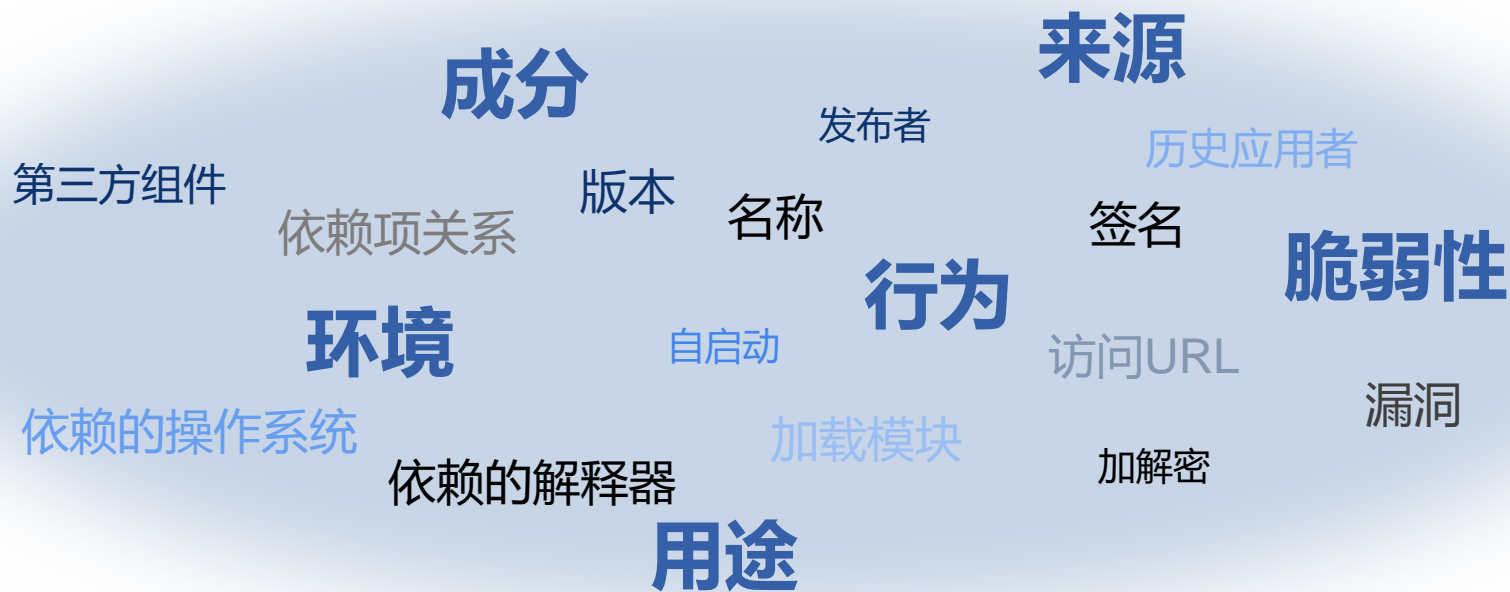 来源
成分
发布者
历史应用者
第三方组件
版本
名称
签名
依赖项关系
脆弱性
行为
环境
自启动
访问URL
漏洞
依赖的操作系统
加载模块
加解密
依赖的解释器
用途